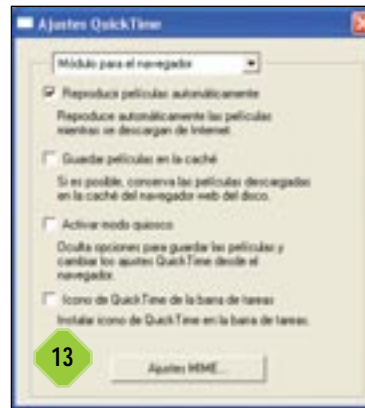 Ajustes QuickTime
Módulo para el navegador
Reproduce películas automáticamente
Reproduce automáticamente las películas
mientras se descargan de Internet.
Guardar películas en la caché
Si es posible, conserva las películas descargadas
en la caché del navegador web del disco.
Activar modo quiosco
Oculta opciones para guardar las películas y
cambiar los ajustes QuickTime desde el
navegador.
Icono de QuickTime de la barra de tareas
Instalar icono de QuickTime en la barra de tareas.
13
Ajustes MIME...